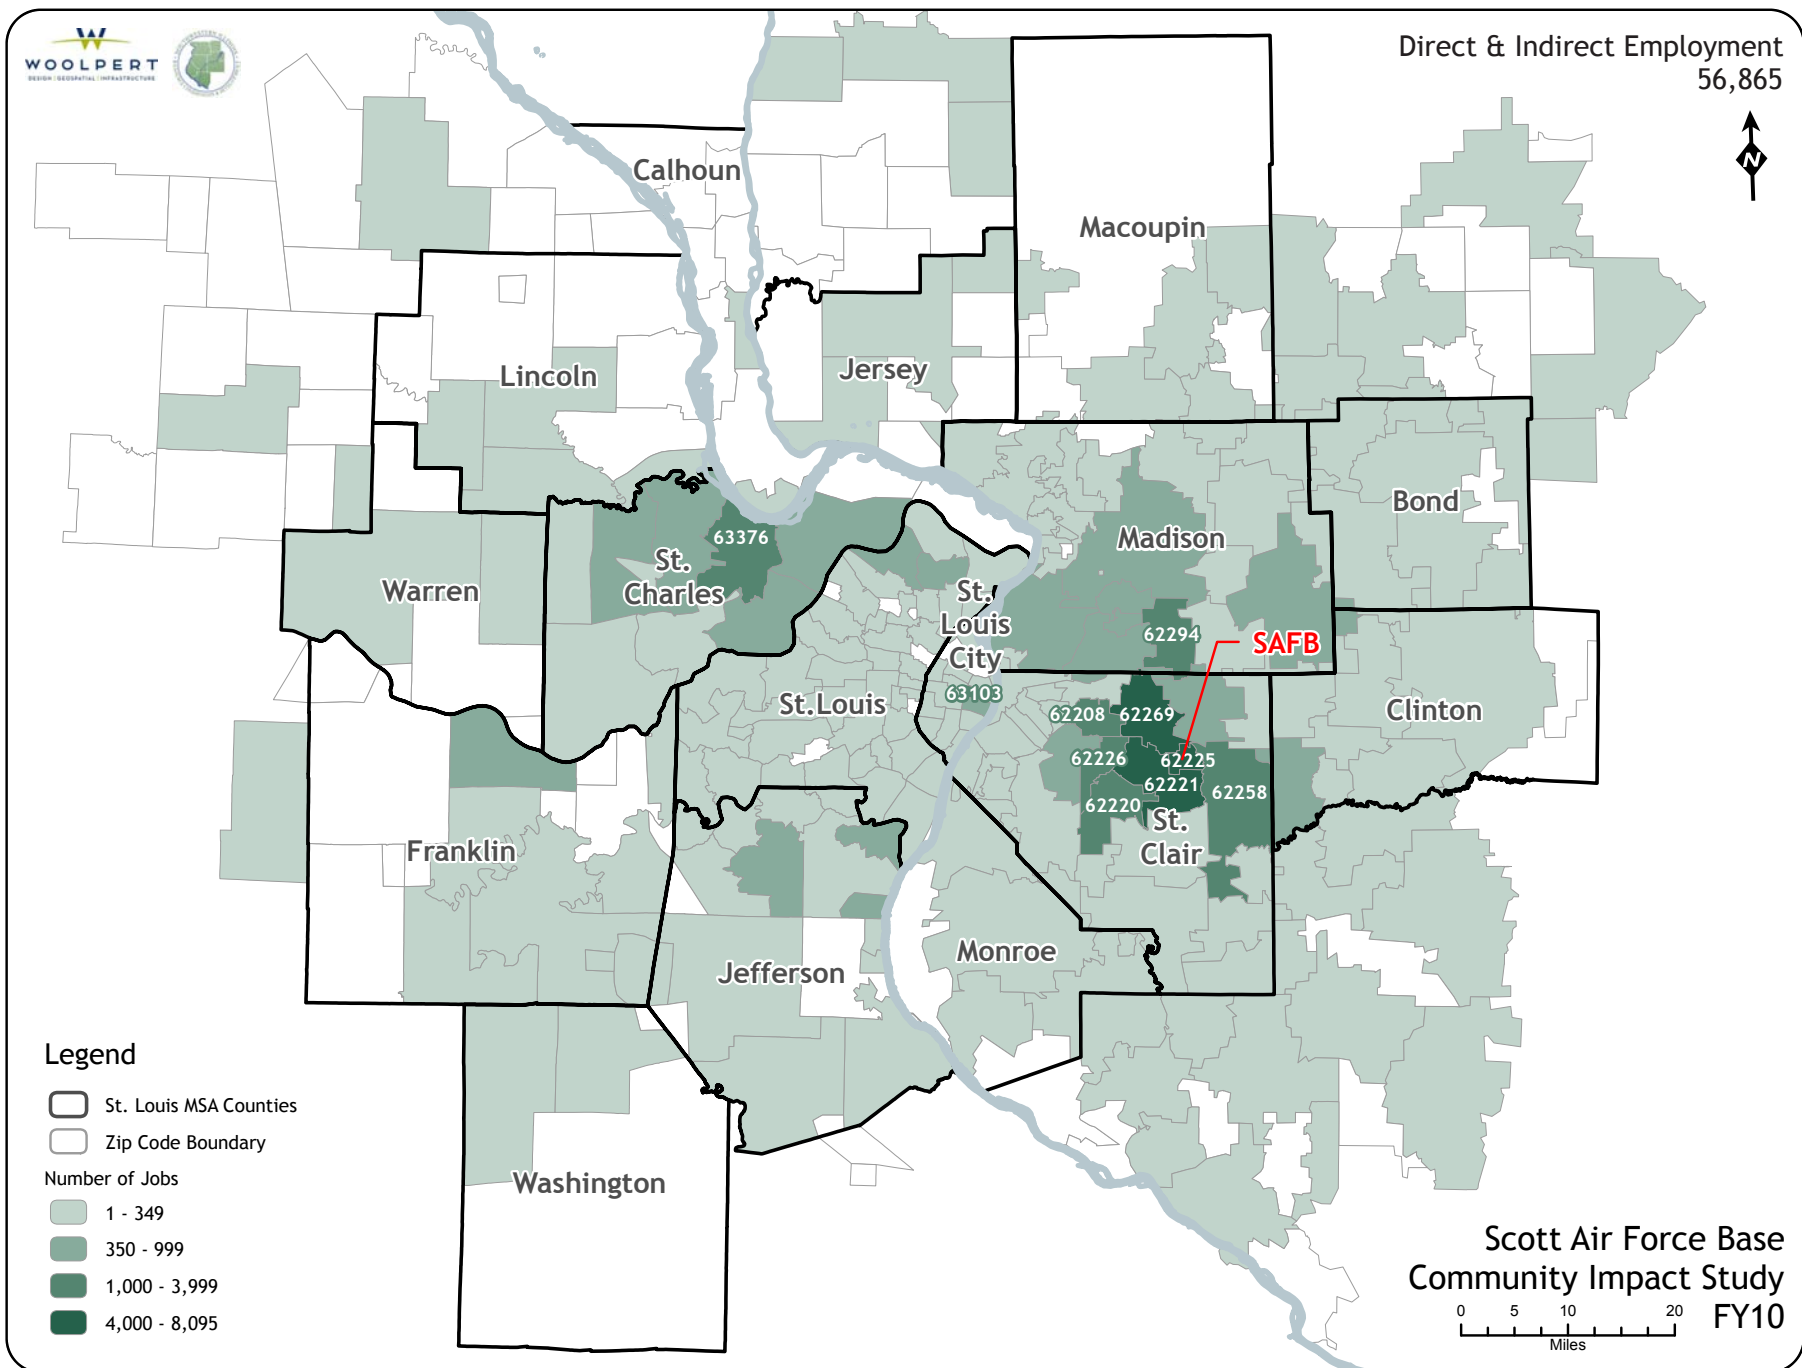 WOOLPERT
DESIGN | GEOSPATIAL | INFRASTRUCTURE
Direct & Indirect Employment
56,865
N
Calhoun
Macoupin
Lincoln
Jersey
Bond
Madison
63376
St.
Charles
Warren
St.
Louis
City
62294
SAFB
63103
St.Louis
62208
62269
Clinton
62226
62225
62221
62258
62220
St.
Clair
Franklin
Monroe
Jefferson
Washington
Legend
St. Louis MSA Counties
Zip Code Boundary
Number of Jobs
1 - 349
350 - 999
1,000 - 3,999
4,000 - 8,095
Scott Air Force Base
Community Impact Study
FY10
0 5 10 20
Miles